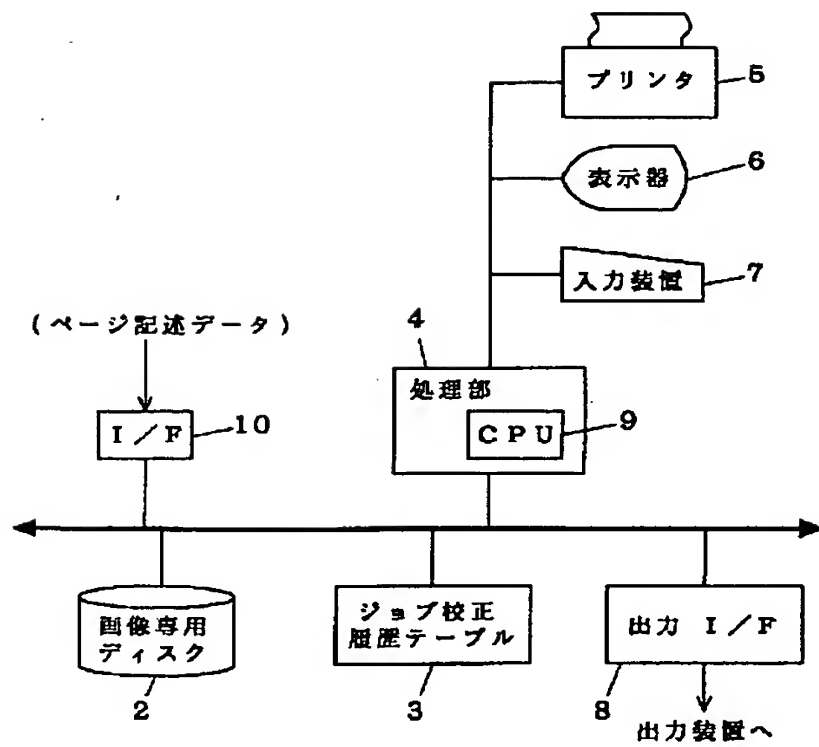 プリンタ
5
表示器
6
入力装置
7
(ページ記述データ)
4
処理部
CPU
9
I/F
10
画像専用
ディスク
2
ジョブ校正
履歴テーブル
3
出力 I/F
8
出力装置へ